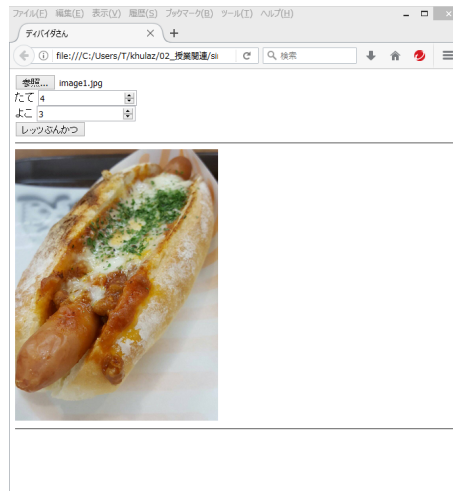 ファイル(F) 編集(E) 表示(V) 履歴(S) ブックマーク(B) ツール(T) ヘルプ(H)
ディバイダさん
file:///C:/Users/T/khulaz/02_授業関連/sii
検索
参照... image1.jpg
たて 4
よこ 3
レッツぶんかつ